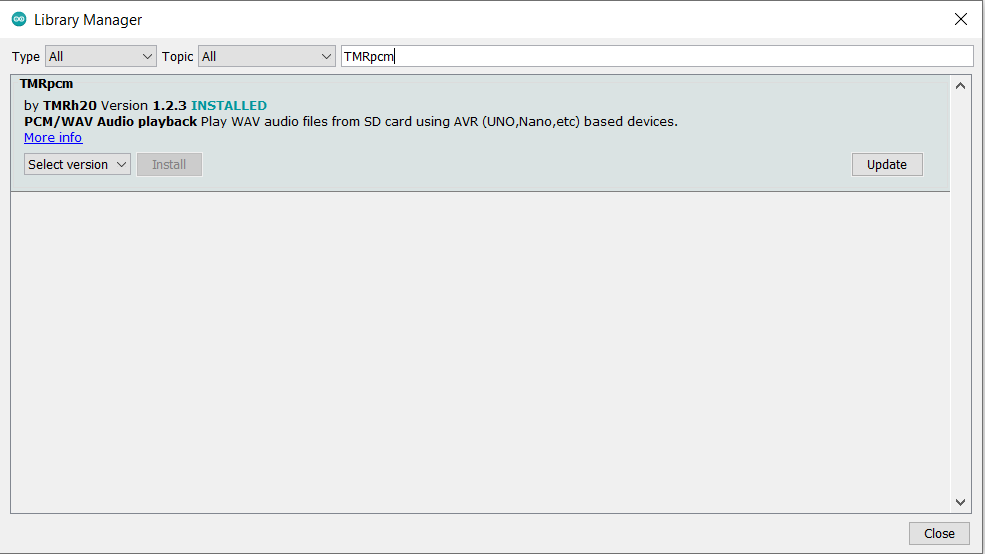 Library Manager
Type All Topic All TMRpcm
TMRpcm
by TMRh20 Version 1.2.3 INSTALLED
PCM/WAV Audio playback Play WAV audio files from SD card using AVR (UNO,Nano,etc) based devices.
More info
Select version Install Update
Close